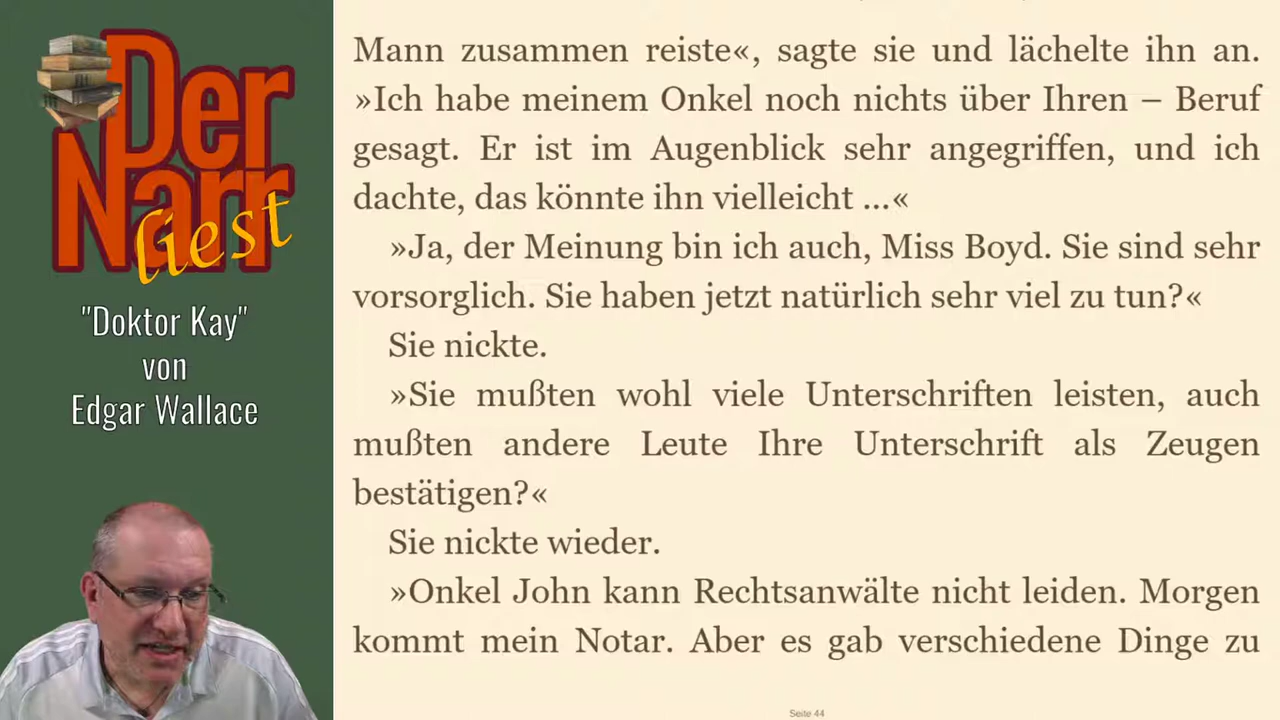 Der
Narr
liest
"Doktor Kay"
von
Edgar Wallace
Mann zusammen reiste«, sagte sie und lächelte ihn an.
»Ich habe meinem Onkel noch nichts über Ihren – Beruf
gesagt. Er ist im Augenblick sehr angegriffen, und ich
dachte, das könnte ihn vielleicht ...«
»Ja, der Meinung bin ich auch, Miss Boyd. Sie sind sehr
vorsorglich. Sie haben jetzt natürlich sehr viel zu tun?«
Sie nickte.
»Sie mußten wohl viele Unterschriften leisten, auch
mußten andere Leute Ihre Unterschrift als Zeugen
bestätigen?«
Sie nickte wieder.
»Onkel John kann Rechtsanwälte nicht leiden. Morgen
kommt mein Notar. Aber es gab verschiedene Dinge zu
Seite 44